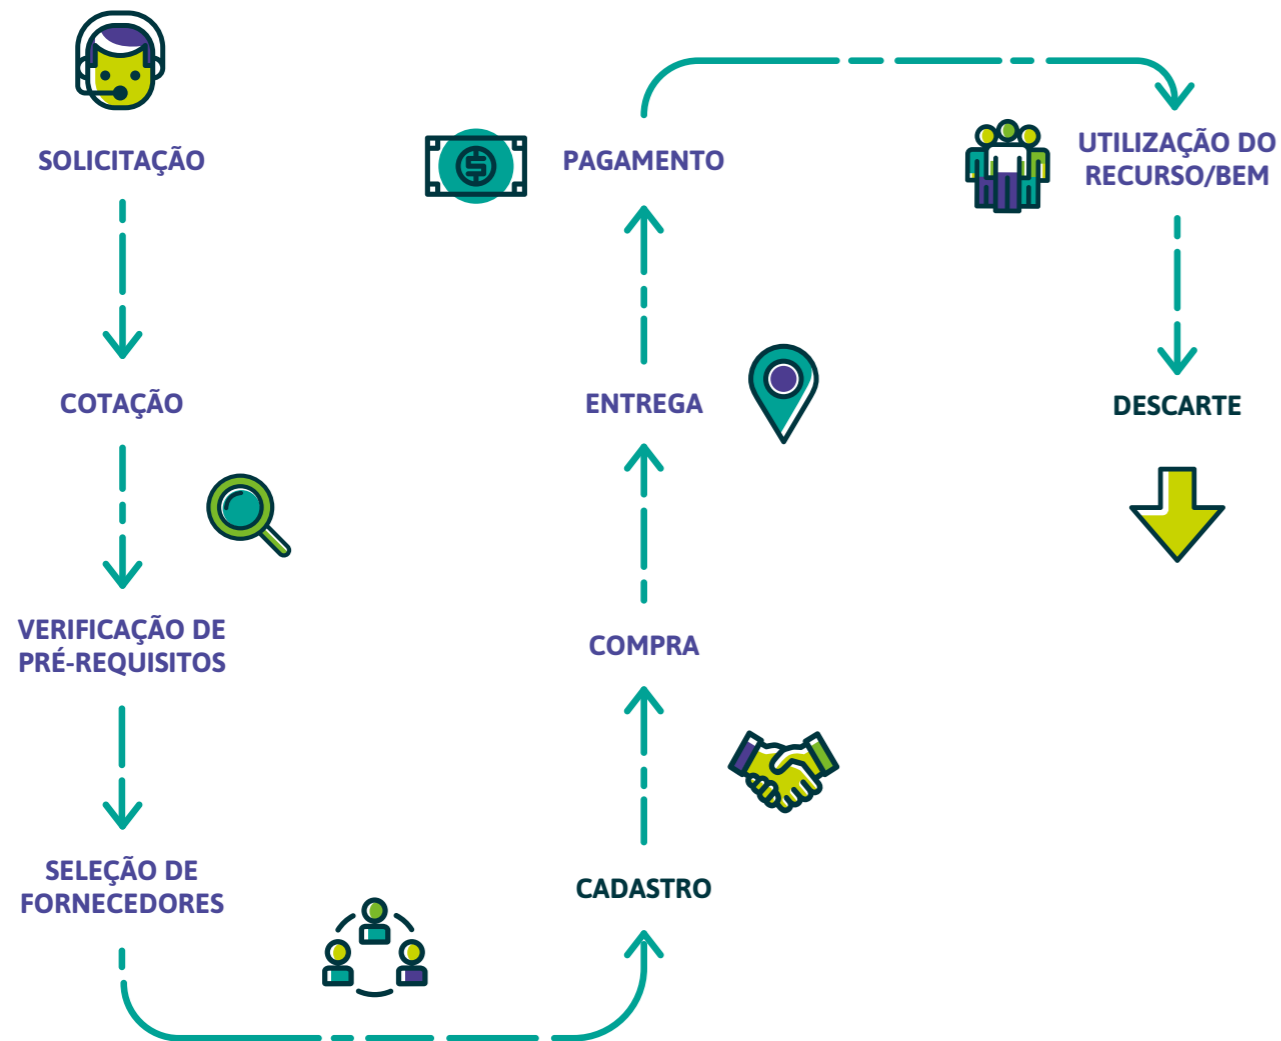 SOLICITAÇÃO
COTAÇÃO
VERIFICAÇÃO DE
PRÉ-REQUISITOS
SELEÇÃO DE
FORNECEDORES
CADASTRO
COMPRA
ENTREGA
PAGAMENTO
UTILIZAÇÃO DO
RECURSO/BEM
DESCARTE